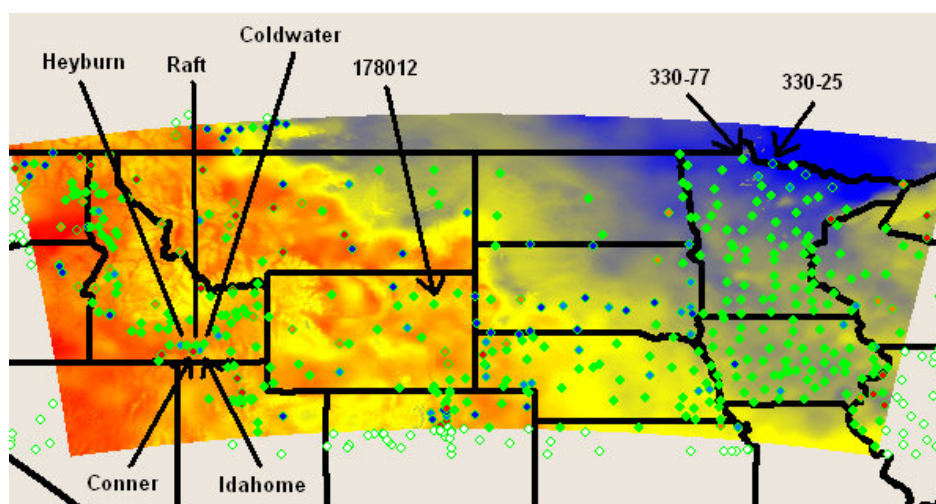 Coldwater
Heyburn
Raft
178012
330-77
330-25
Conner
Idahome